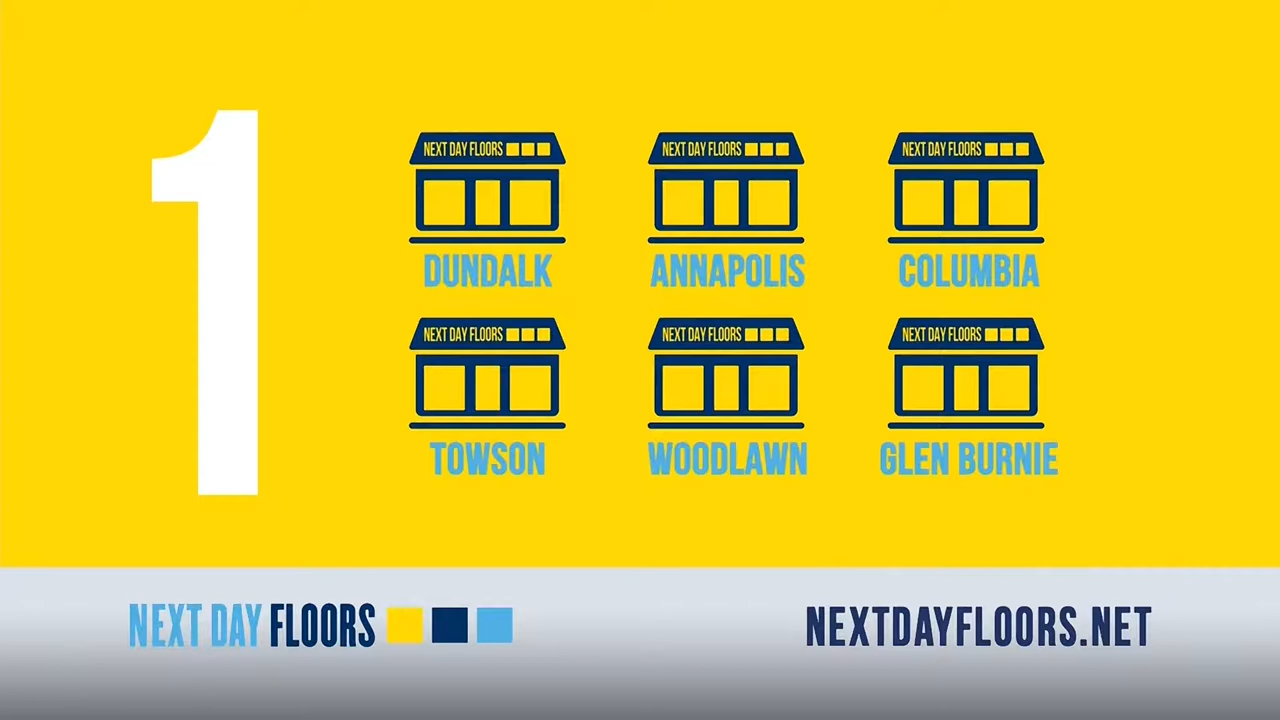 1
NEXT DAY FLOORS
NEXT DAY FLOORS
NEXT DAY FLOORS
DUNDALK
ANNAPOLIS
COLUMBIA
NEXT DAY FLOORS
NEXT DAY FLOORS
NEXT DAY FLOORS
TOWSON
WOODLAWN
GLEN BURNIE
NEXT DAY FLOORS
NEXTDAYFLOORS.NET